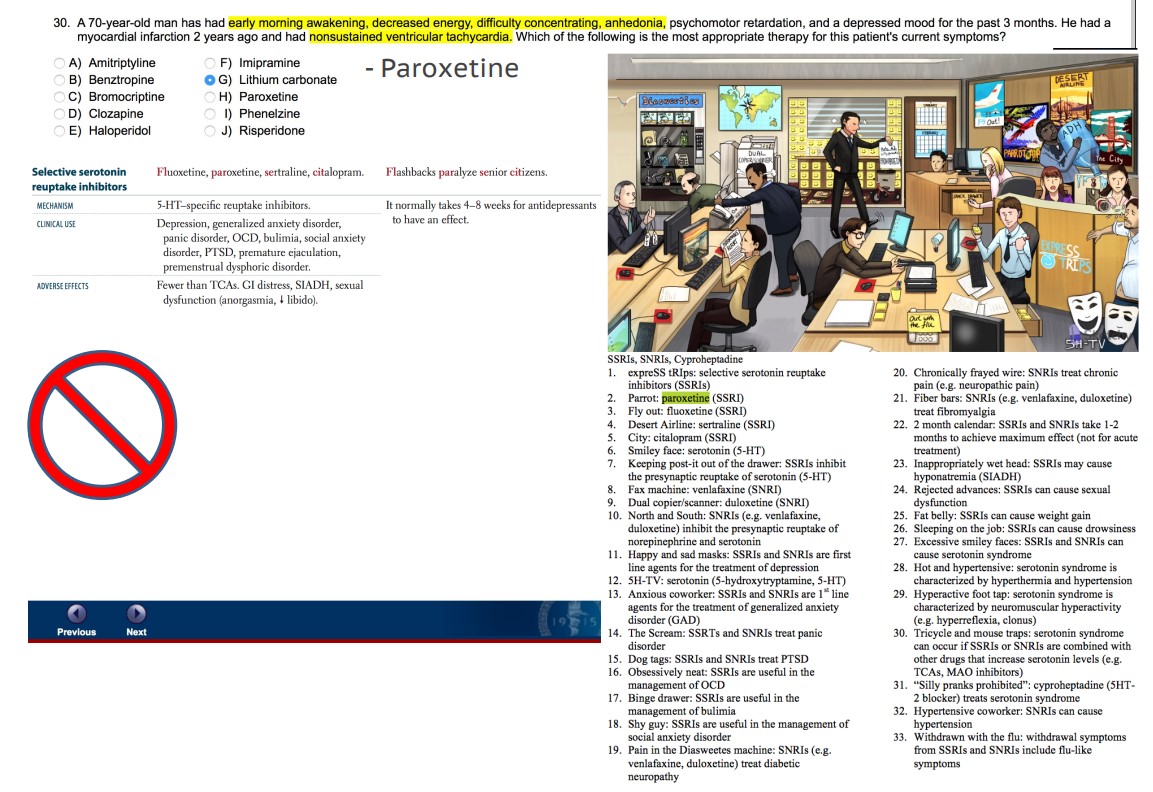 30. A 70-year-old man has had early morning awakening, decreased energy, difficulty concentrating, anhedonia, psychomotor retardation, and a depressed mood for the past 3 months. He had a
myocardial infarction 2 years ago and had nonsustained ventricular tachycardia. Which of the following is the most appropriate therapy for this patient's current symptoms?
A) Amitriptyline
B) Benztropine
C) Bromocriptine
D) Clozapine
E) Haloperidol
F) Imipramine
G) Lithium carbonate
H) Paroxetine
I) Phenelzine
J) Risperidone
- Paroxetine
Selective serotonin
reuptake inhibitors
Fluoxetine, paroxetine, sertraline, citalopram.
Flashbacks paralyze senior citizens.
MECHANISM
5-HT–specific reuptake inhibitors.
It normally takes 4–8 weeks for antidepressants
to have an effect.
CLINICAL USE
Depression, generalized anxiety disorder,
panic disorder, OCD, bulimia, social anxiety
disorder, PTSD, premature ejaculation,
premenstrual dysphoric disorder.
ADVERSE EFFECTS
Fewer than TCAs. GI distress, SIADH, sexual
dysfunction (anorgasmia, ↓ libido).
Previous
Next
1915
Diasweeties
DUAL
COPIER/SCANNER
DESERT
AIRLINE
Out!
PARROT
ADH
The City
EXPRESS
TRIPS
Out with
the flu
5H-TV
SSRIs, SNRIs, Cyproheptadine
1. expreSS tRIps: selective serotonin reuptake
inhibitors (SSRIs)
2. Parrot: paroxetine (SSRI)
3. Fly out: fluoxetine (SSRI)
4. Desert Airline: sertraline (SSRI)
5. City: citalopram (SSRI)
6. Smiley face: serotonin (5-HT)
7. Keeping post-it out of the drawer: SSRIs inhibit
the presynaptic reuptake of serotonin (5-HT)
8. Fax machine: venlafaxine (SNRI)
9. Dual copier/scanner: duloxetine (SNRI)
10. North and South: SNRIs (e.g. venlafaxine,
duloxetine) inhibit the presynaptic reuptake of
norepinephrine and serotonin
11. Happy and sad masks: SSRIs and SNRIs are first
line agents for the treatment of depression
12. 5H-TV: serotonin (5-hydroxytryptamine, 5-HT)
13. Anxious coworker: SSRIs and SNRIs are 1st line
agents for the treatment of generalized anxiety
disorder (GAD)
14. The Scream: SSRTs and SNRIs treat panic
disorder
15. Dog tags: SSRIs and SNRIs treat PTSD
16. Obsessively neat: SSRIs are useful in the
management of OCD
17. Binge drawer: SSRIs are useful in the
management of bulimia
18. Shy guy: SSRIs are useful in the management of
social anxiety disorder
19. Pain in the Diasweetes machine: SNRIs (e.g.
venlafaxine, duloxetine) treat diabetic
neuropathy
20. Chronically frayed wire: SNRIs treat chronic
pain (e.g. neuropathic pain)
21. Fiber bars: SNRIs (e.g. venlafaxine, duloxetine)
treat fibromyalgia
22. 2 month calendar: SSRIs and SNRIs take 1-2
months to achieve maximum effect (not for acute
treatment)
23. Inappropriately wet head: SSRIs may cause
hyponatremia (SIADH)
24. Rejected advances: SSRIs can cause sexual
dysfunction
25. Fat belly: SSRIs can cause weight gain
26. Sleeping on the job: SSRIs can cause drowsiness
27. Excessive smiley faces: SSRIs and SNRIs can
cause serotonin syndrome
28. Hot and hypertensive: serotonin syndrome is
characterized by hyperthermia and hypertension
29. Hyperactive foot tap: serotonin syndrome is
characterized by neuromuscular hyperactivity
(e.g. hyperreflexia, clonus)
30. Tricycle and mouse traps: serotonin syndrome
can occur if SSRIs or SNRIs are combined with
other drugs that increase serotonin levels (e.g.
TCAs, MAO inhibitors)
31. “Silly pranks prohibited”: cyproheptadine (5HT-
2 blocker) treats serotonin syndrome
32. Hypertensive coworker: SNRIs can cause
hypertension
33. Withdrawn with the flu: withdrawal symptoms
from SSRIs and SNRIs include flu-like
symptoms